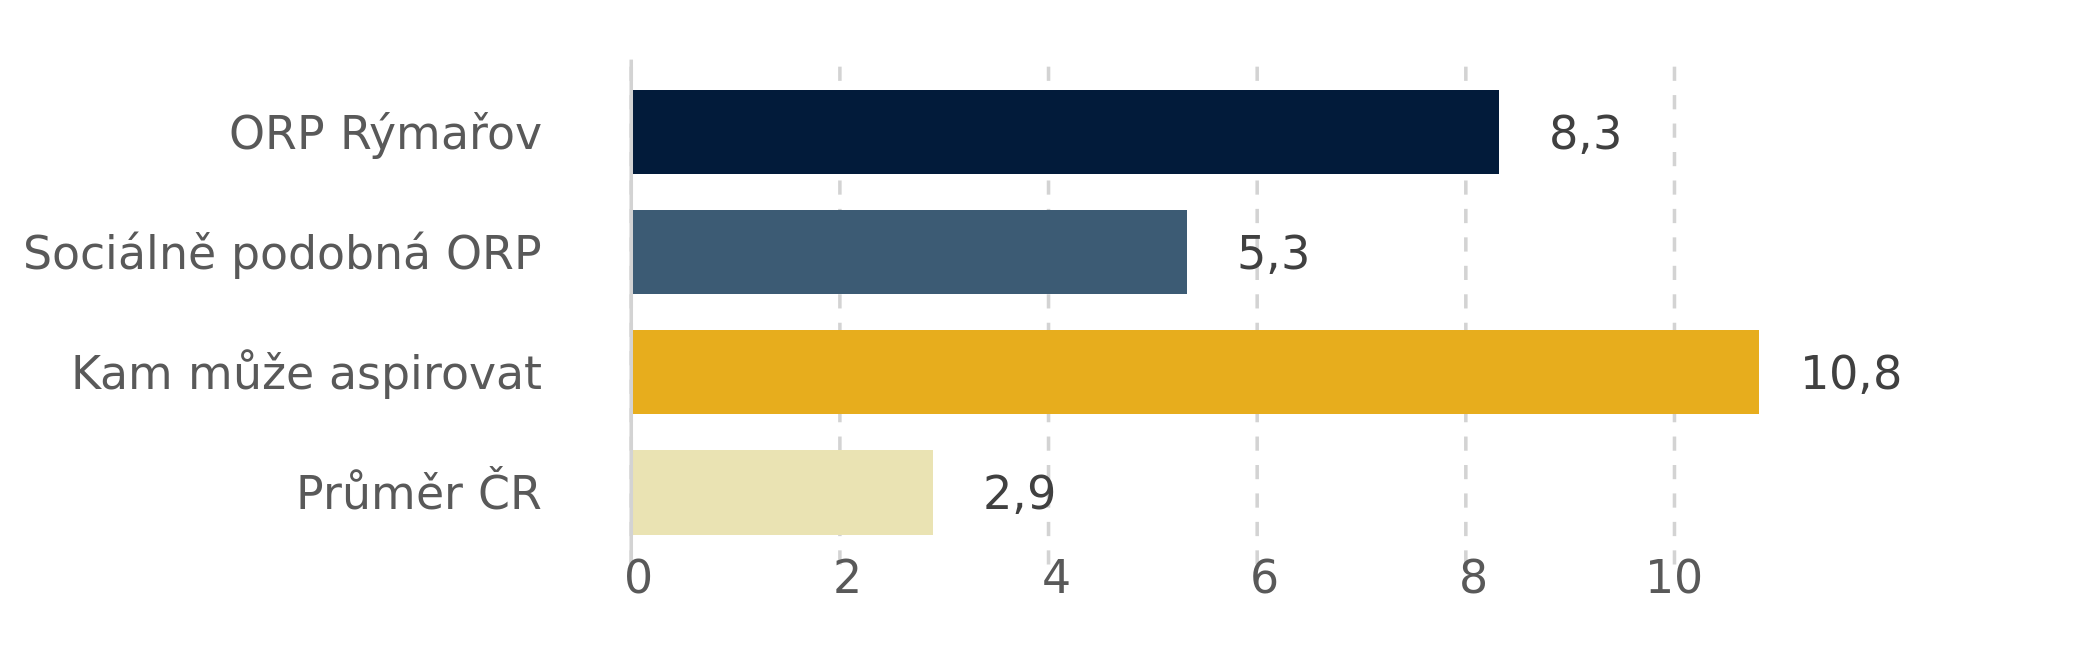 ORP Rýmařov 8,3
Sociálně podobná ORP 5,3
Kam může aspirovat 10,8
Průměr ČR 2,9
0 2 4 6 8 10